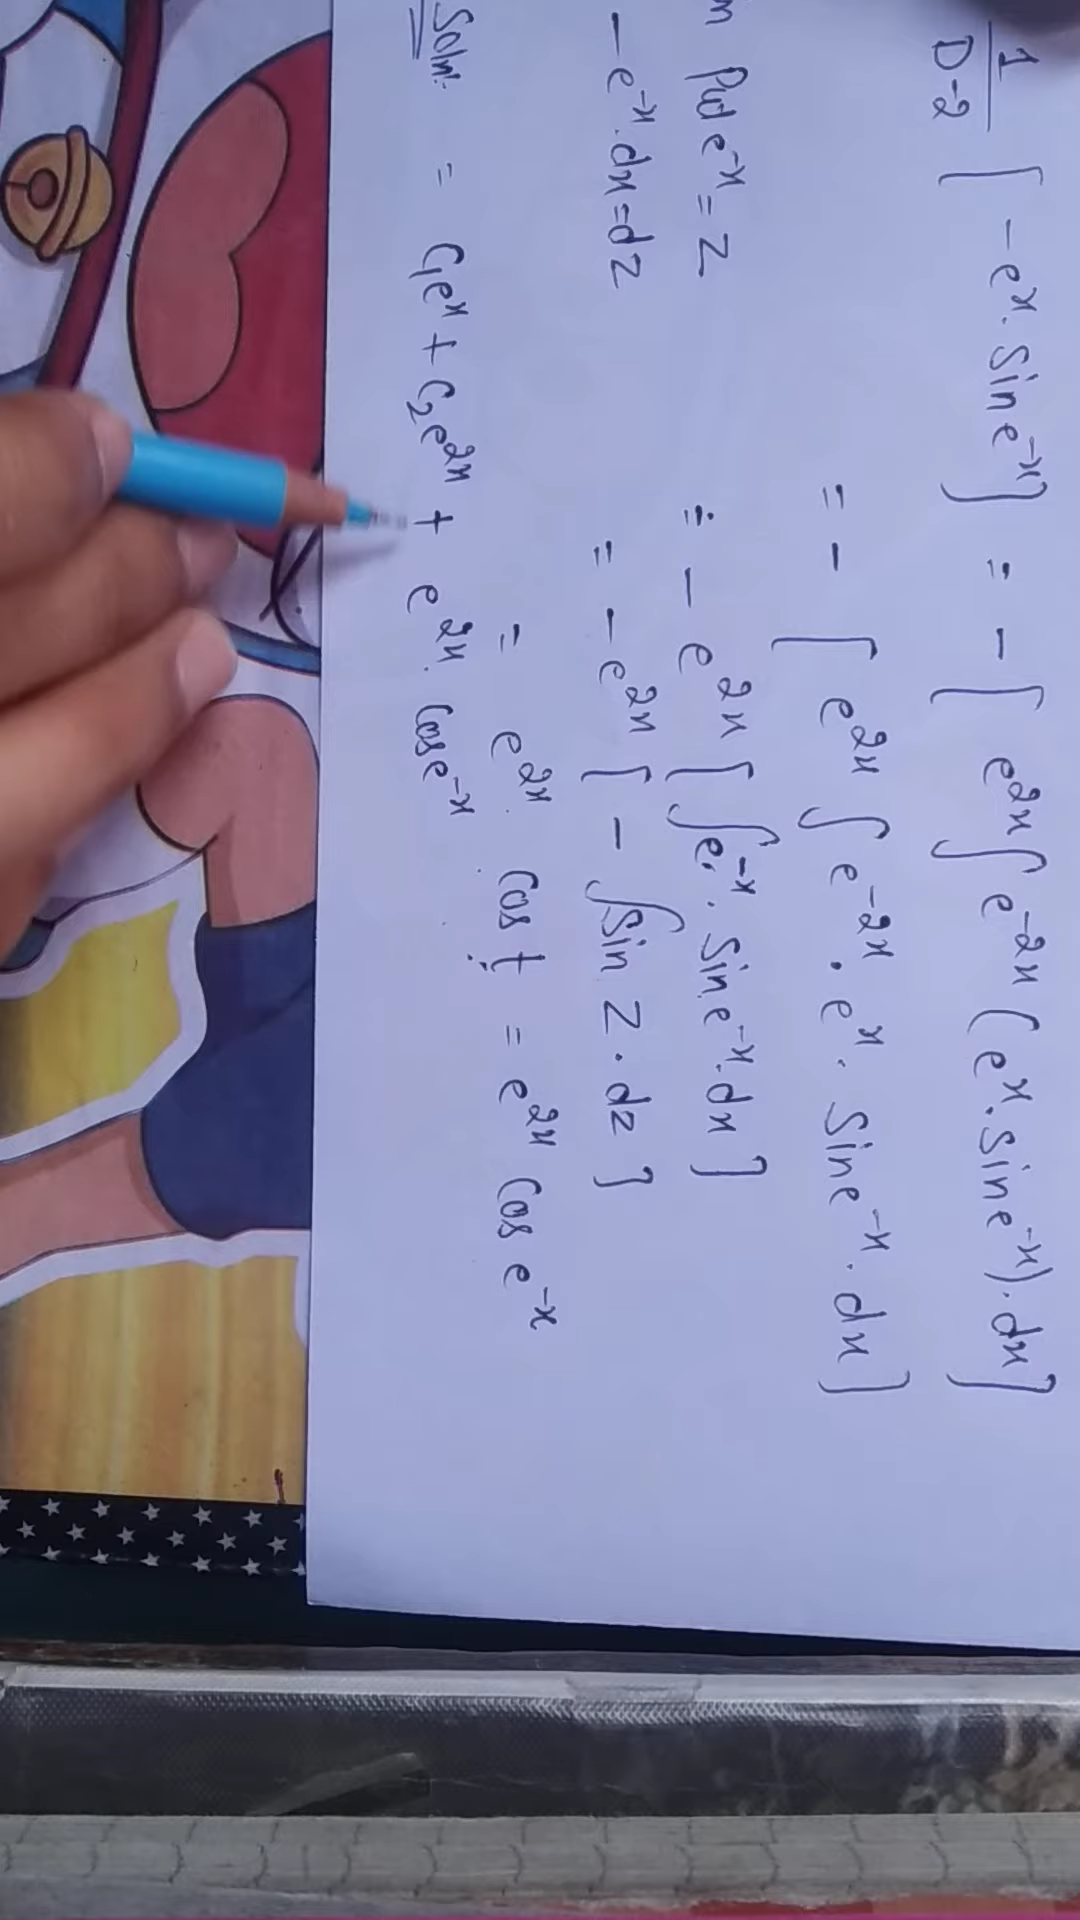 1/D-2 [ -eˣ. Sin e⁻ˣ] = - [ e²ˣ ∫ e⁻²ˣ (eˣ. Sin e⁻ˣ). dx]
= - [ e²ˣ ∫ e⁻²ˣ . eˣ. Sin e⁻ˣ. dx ]
Put e⁻ˣ = Z = - e²ˣ [ ∫ e⁻ˣ. Sin e⁻ˣ. dx ]
- e⁻ˣ. dx = dZ = - e²ˣ [ - ∫ Sin Z . dz ]
= e²ˣ. Cos t = e²ˣ Cos e⁻ˣ
Soln: = C₁eˣ + C₂e²ˣ + e²ˣ. Cos e⁻ˣ